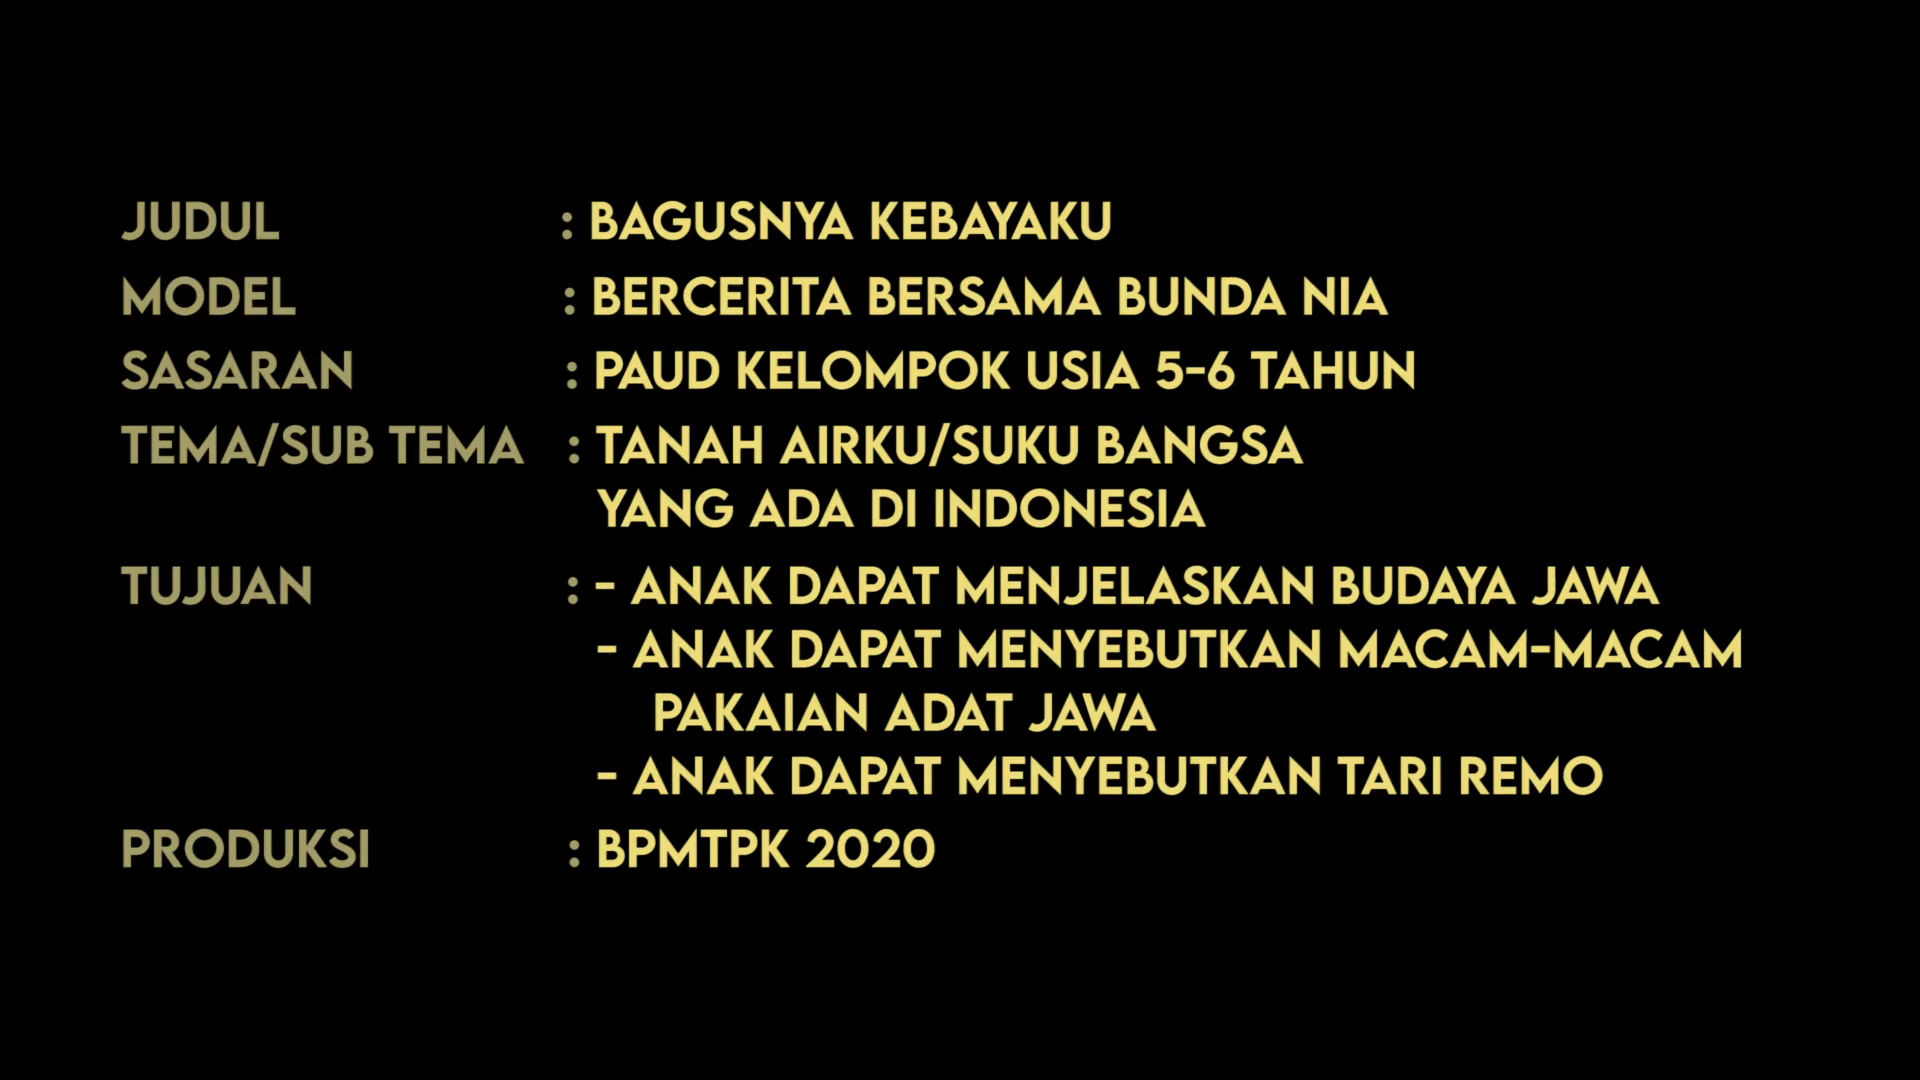 JUDUL : BAGUSNYA KEBAYAKU
MODEL : BERCERITA BERSAMA BUNDA NIA
SASARAN : PAUD KELOMPOK USIA 5-6 TAHUN
TEMA/SUB TEMA : TANAH AIRKU/SUKU BANGSA
YANG ADA DI INDONESIA
TUJUAN : - ANAK DAPAT MENJELASKAN BUDAYA JAWA
- ANAK DAPAT MENYEBUTKAN MACAM-MACAM
PAKAIAN ADAT JAWA
- ANAK DAPAT MENYEBUTKAN TARI REMO
PRODUKSI : BPMTPK 2020